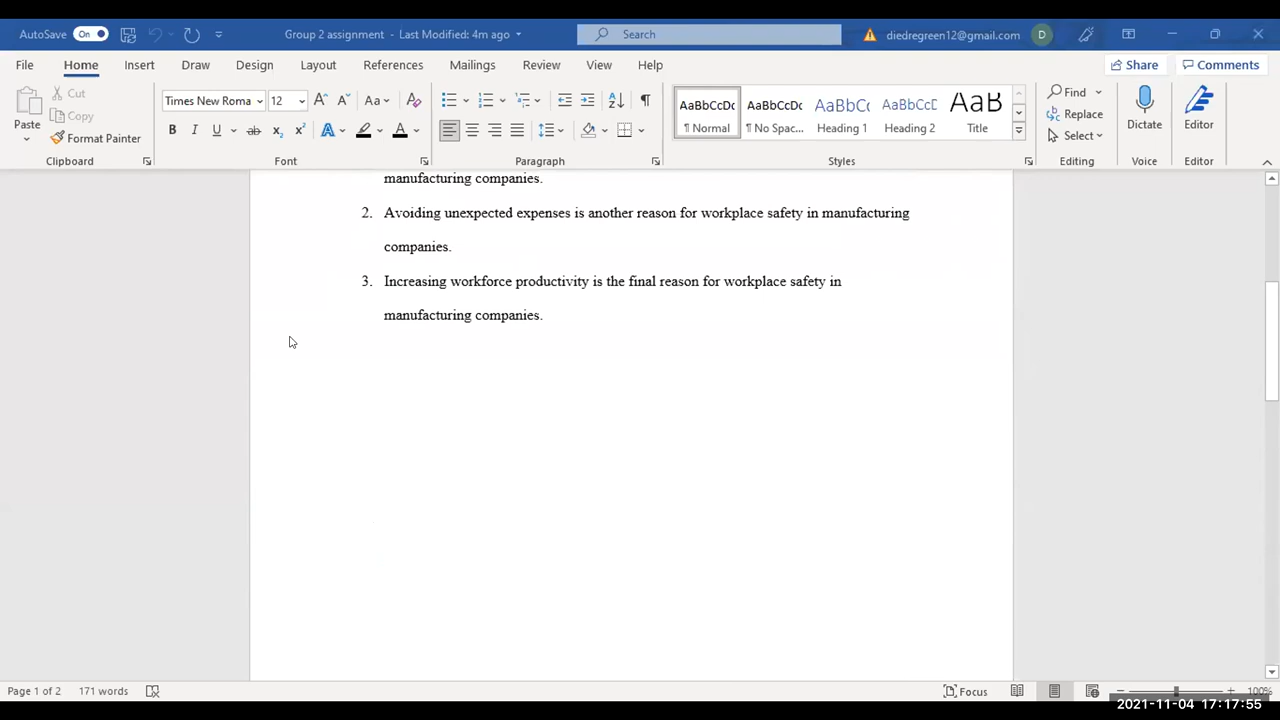 AutoSave On Group 2 assignment - Last Modified: 4m ago Search diedregreen12@gmail.com D
File Home Insert Draw Design Layout References Mailings Review View Help Share Comments
Paste Cut Copy Format Painter
Times New Roma 12
AaBbCcDc AaBbCcDc AaBbC AaBbCcD AaB
¶ Normal ¶ No Spac... Heading 1 Heading 2 Title
Find Replace Select Dictate Editor
Clipboard Font Paragraph Styles Editing Voice Editor
manufacturing companies.
2. Avoiding unexpected expenses is another reason for workplace safety in manufacturing
companies.
3. Increasing workforce productivity is the final reason for workplace safety in
manufacturing companies.
Page 1 of 2 171 words Focus 100%
2021-11-04 17:17:55